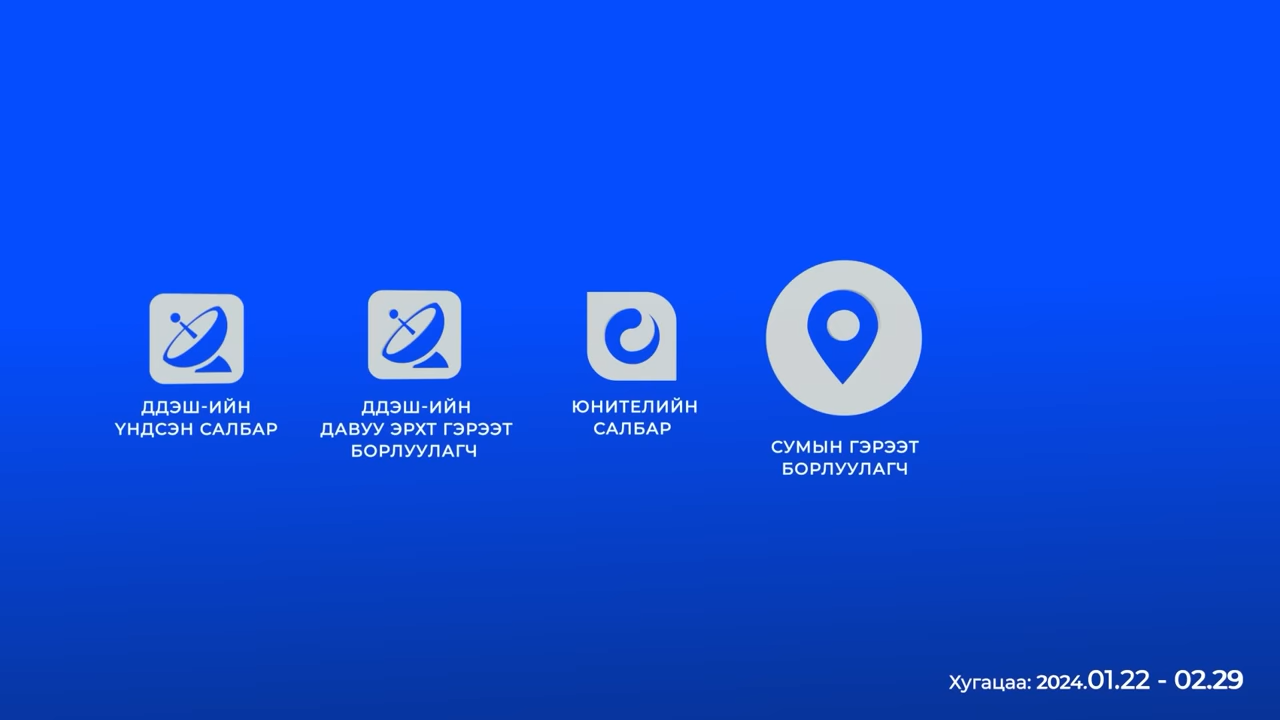 ДДЭШ-ИЙН
ҮНДСЭН САЛБАР
ДДЭШ-ИЙН
ДАВУУ ЭРХТ ГЭРЭЭТ
БОРЛУУЛАГЧ
ЮНИТЕЛИЙН
САЛБАР
СУМЫН ГЭРЭЭТ
БОРЛУУЛАГЧ
Хугацаа: 2024.01.22 - 02.29